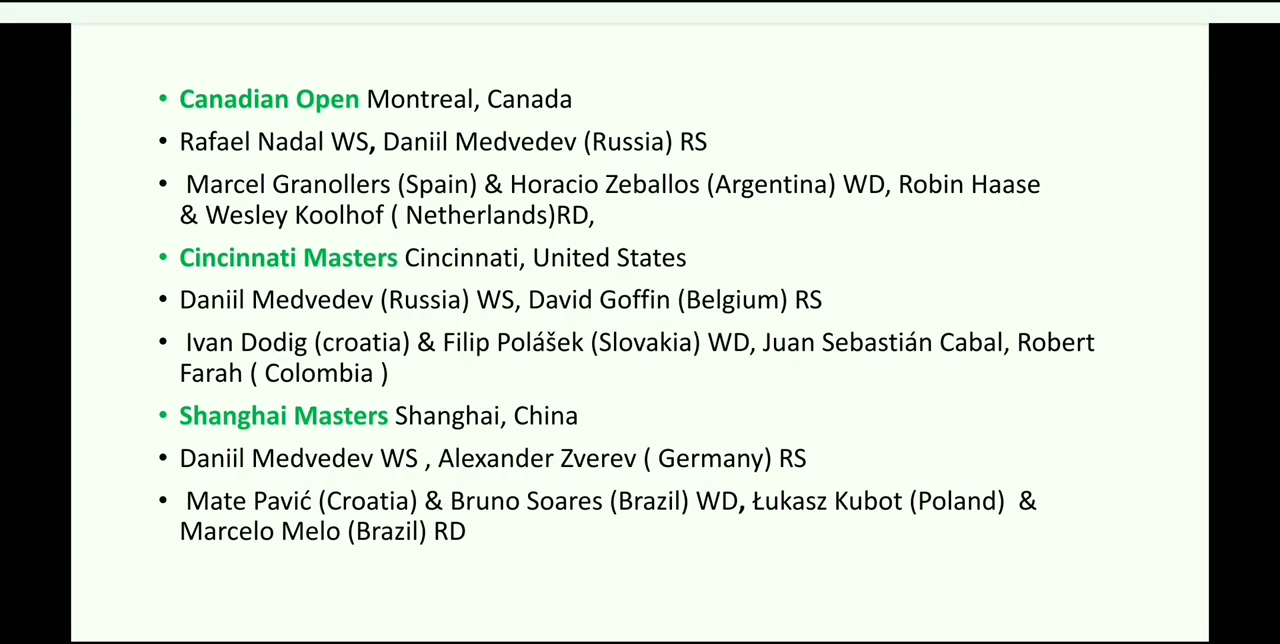 • Canadian Open Montreal, Canada
• Rafael Nadal WS, Daniil Medvedev (Russia) RS
• Marcel Granollers (Spain) & Horacio Zeballos (Argentina) WD, Robin Haase
& Wesley Koolhof ( Netherlands)RD,
• Cincinnati Masters Cincinnati, United States
• Daniil Medvedev (Russia) WS, David Goffin (Belgium) RS
• Ivan Dodig (croatia) & Filip Polášek (Slovakia) WD, Juan Sebastián Cabal, Robert
Farah ( Colombia )
• Shanghai Masters Shanghai, China
• Daniil Medvedev WS , Alexander Zverev ( Germany) RS
• Mate Pavić (Croatia) & Bruno Soares (Brazil) WD, Łukasz Kubot (Poland) &
Marcelo Melo (Brazil) RD